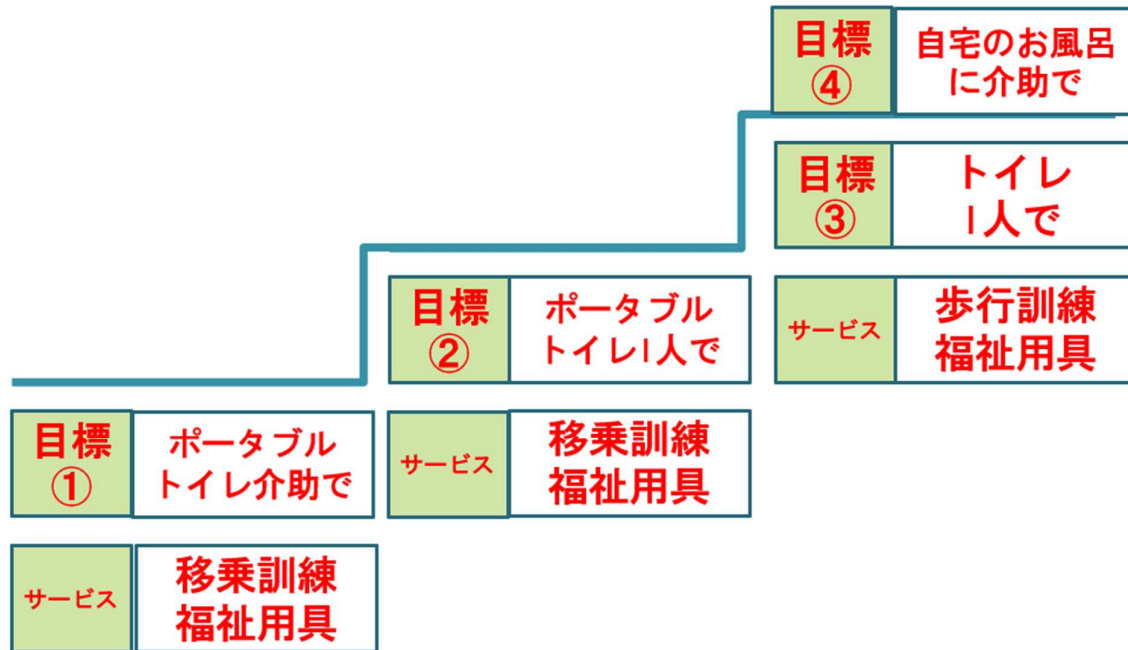 目標
④
自宅のお風呂
に介助で
目標
③
トイレ
1人で
サービス
歩行訓練
福祉用具
目標
②
ポータブル
トイレ1人で
サービス
移乗訓練
福祉用具
目標
①
ポータブル
トイレ介助で
サービス
移乗訓練
福祉用具